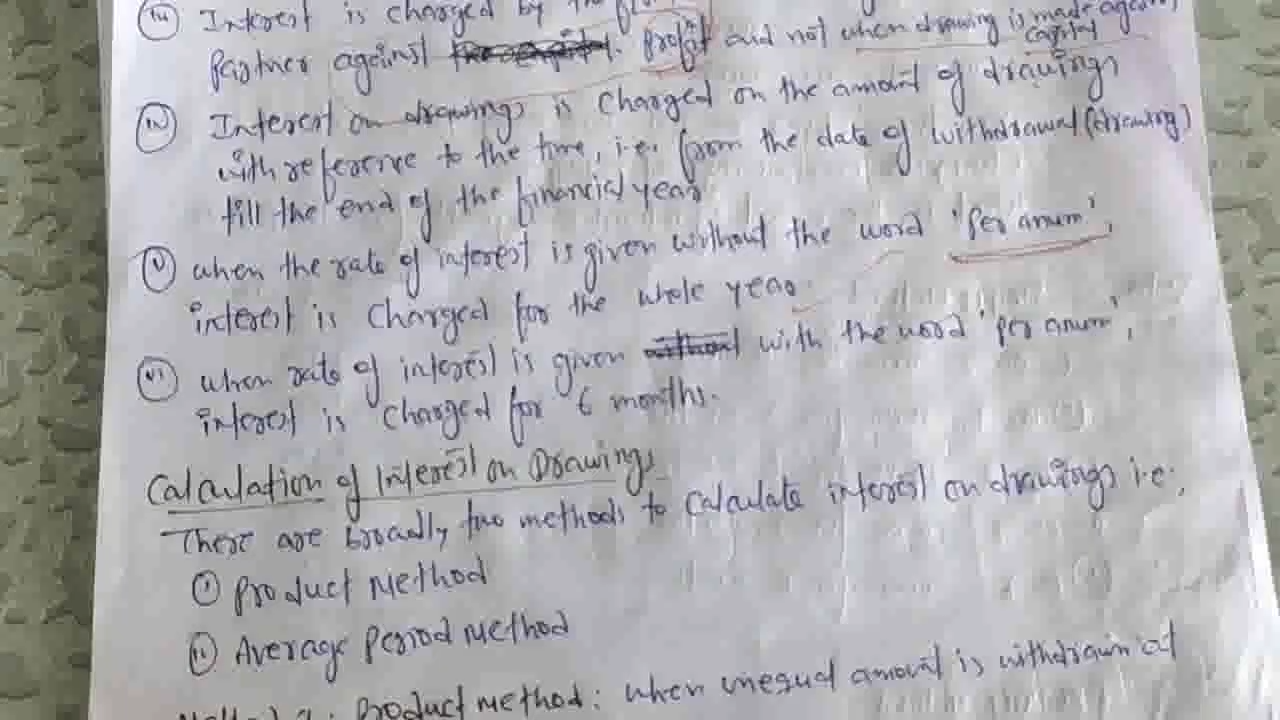 (iii) Interest is charged by the
Partner against Profit and not when drawing is made against capital
(iv) Interest on drawings is charged on the amount of drawings
with reference to the time, i.e. from the date of withdrawal (drawing)
till the end of the financial year
(v) when the rate of interest is given without the word 'Per anum',
interest is charged for the whole year.
(vi) when rate of interest is given without with the word 'per anum',
interest is charged for 6 months.
Calculation of Interest on Drawings
There are broadly two methods to calculate interest on drawings i.e.
(i) Product Method
(ii) Average Period Method
Product method: when unequal amount is withdrawn at